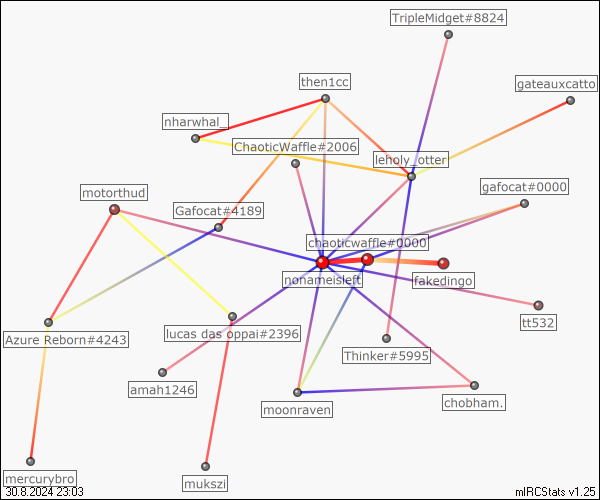 TripleMidget#8824
then1cc
gateauxcatto
nharwhal_
ChaoticWaffle#2006
leholy_otter
motorthud
gafocat#0000
Gafocat#4189
chaoticwaffle#0000
nonameisleft
fakedingo
tt532
Azure Reborn#4243
lucas das oppai#2396
Thinker#5995
amah1246
moonraven
chobham.
mercurybro
mukszi
30.8.2024 23:03
mIRCStats v1.25